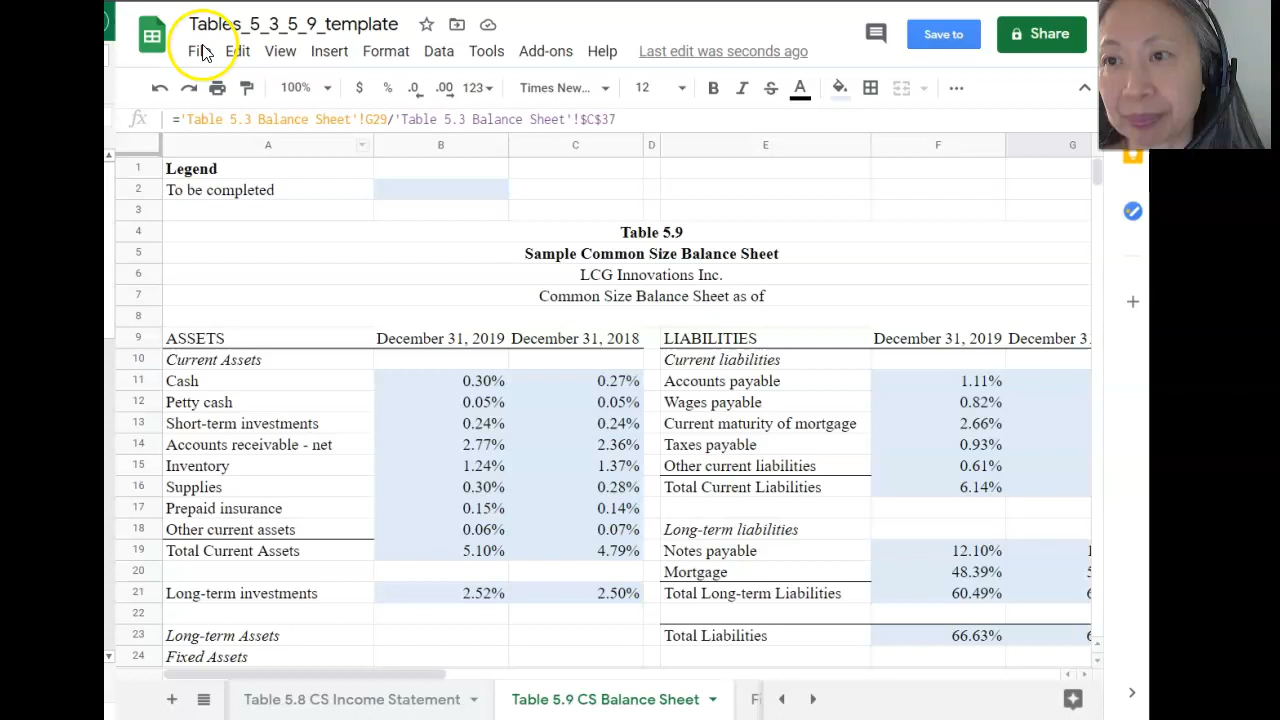 Tables_5_3_5_9_template
File Edit View Insert Format Data Tools Add-ons Help Last edit was seconds ago
Save to
Share
100% $ % .0 .00 123 Times New... 12 B I S A
fx ='Table 5.3 Balance Sheet'!G29/'Table 5.3 Balance Sheet'!$C$37
A B C D E F G
1 Legend
2 To be completed
3
4 Table 5.9
5 Sample Common Size Balance Sheet
6 LCG Innovations Inc.
7 Common Size Balance Sheet as of
8
9 ASSETS December 31, 2019 December 31, 2018 LIABILITIES December 31, 2019 December 3
10 Current Assets Current liabilities
11 Cash 0.30% 0.27% Accounts payable 1.11%
12 Petty cash 0.05% 0.05% Wages payable 0.82%
13 Short-term investments 0.24% 0.24% Current maturity of mortgage 2.66%
14 Accounts receivable - net 2.77% 2.36% Taxes payable 0.93%
15 Inventory 1.24% 1.37% Other current liabilities 0.61%
16 Supplies 0.30% 0.28% Total Current Liabilities 6.14%
17 Prepaid insurance 0.15% 0.14%
18 Other current assets 0.06% 0.07% Long-term liabilities
19 Total Current Assets 5.10% 4.79% Notes payable 12.10% 1
20 Mortgage 48.39% 5
21 Long-term investments 2.52% 2.50% Total Long-term Liabilities 60.49% 6
22
23 Long-term Assets Total Liabilities 66.63% 6
24 Fixed Assets
Table 5.8 CS Income Statement Table 5.9 CS Balance Sheet Fi